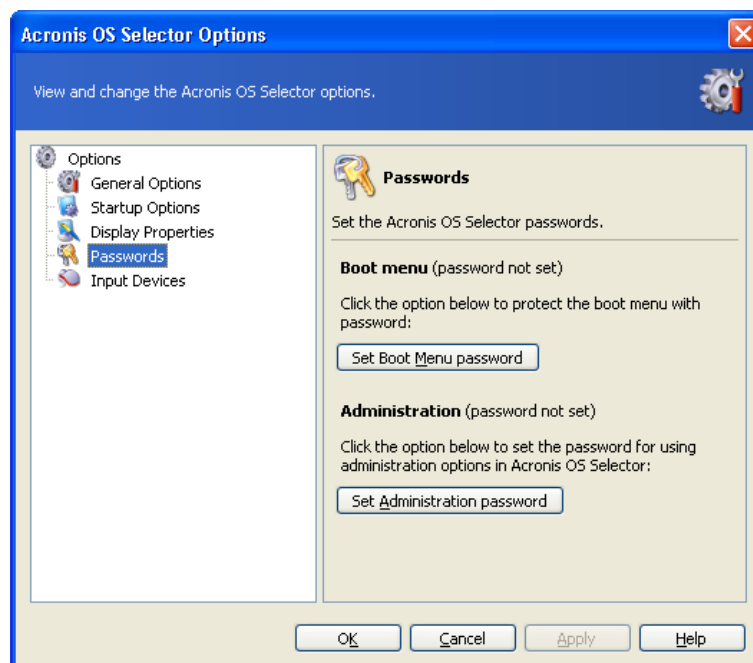 Acronis OS Selector Options
View and change the Acronis OS Selector options.
Options
General Options
Startup Options
Display Properties
Passwords
Input Devices
Passwords
Set the Acronis OS Selector passwords.
Boot menu (password not set)
Click the option below to protect the boot menu with
password:
Set Boot Menu password
Administration (password not set)
Click the option below to set the password for using
administration options in Acronis OS Selector:
Set Administration password
OK
Cancel
Apply
Help